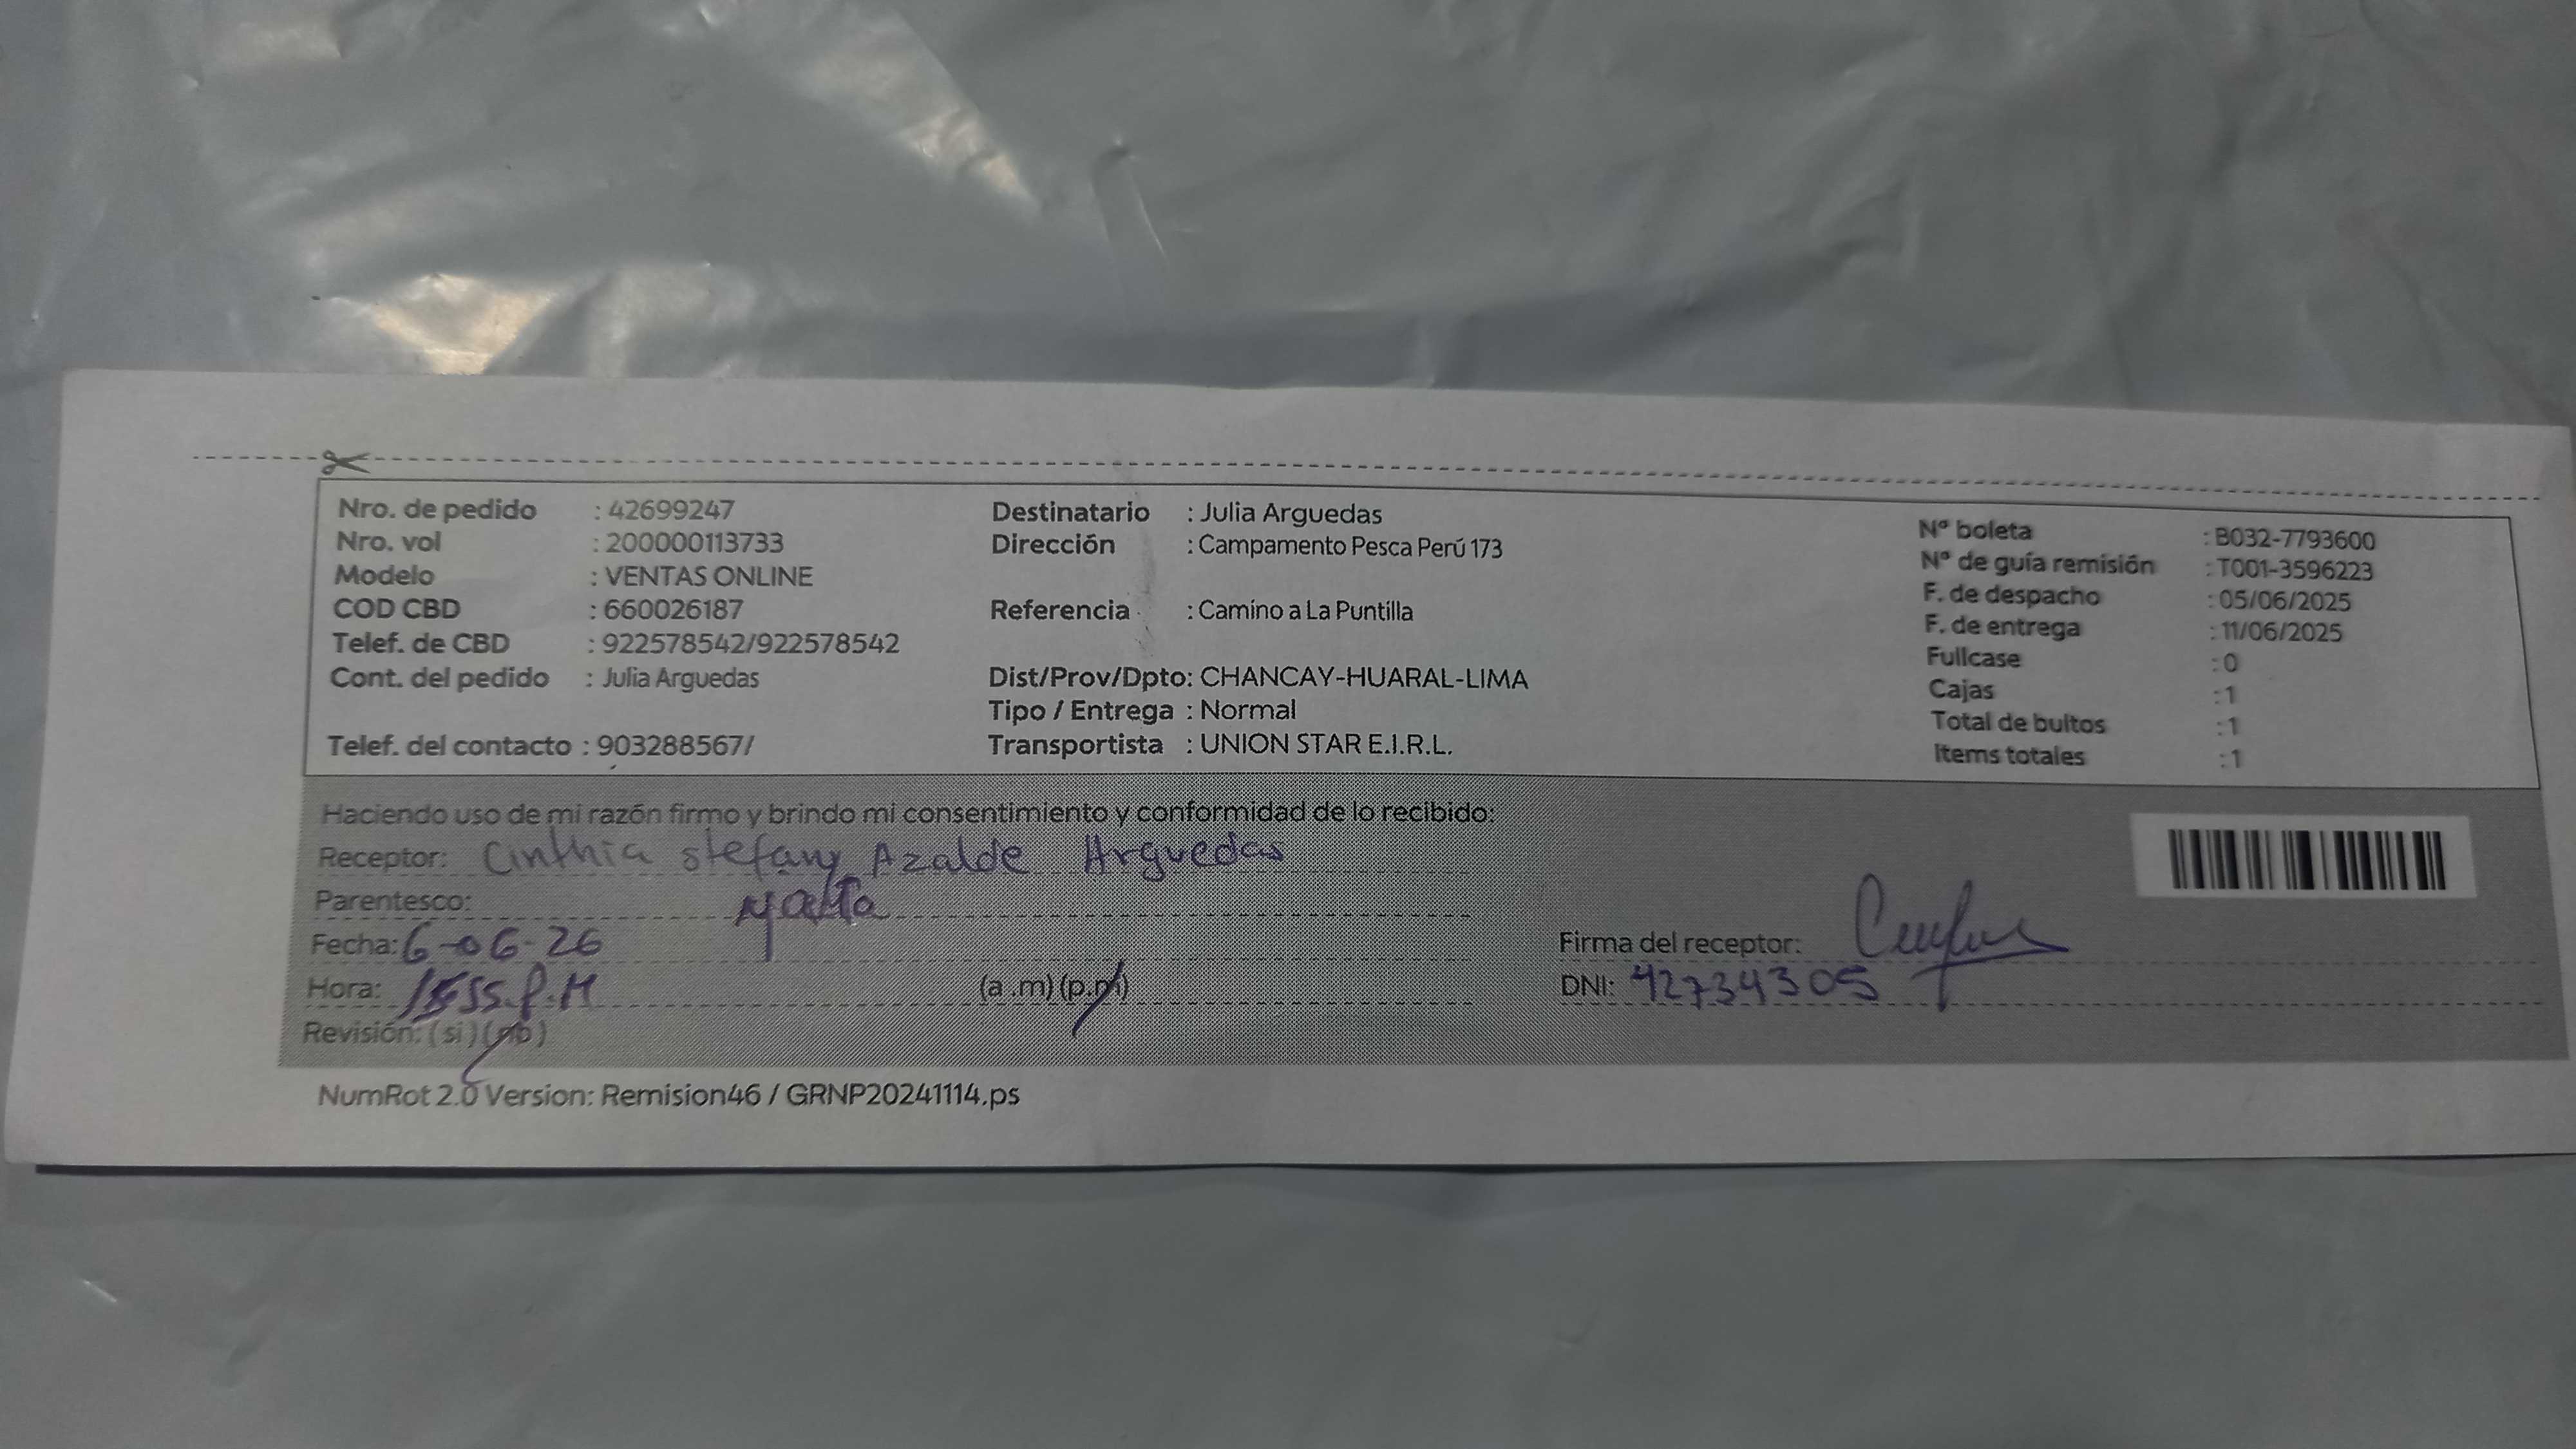 Nro. de pedido : 42699247
Nro. vol : 200000113733
Modelo : VENTAS ONLINE
COD CBD : 660026187
Telef. de CBD : 922578542/922578542
Cont. del pedido : Julia Arguedas
Telef. del contacto : 903288567/
Destinatario : Julia Arguedas
Dirección : Campamento Pesca Perú 173
Referencia : Camino a La Puntilla
Dist/Prov/Dpto: CHANCAY-HUARAL-LIMA
Tipo / Entrega : Normal
Transportista : UNION STAR E.I.R.L.
Nº boleta : B032-7793600
Nº de guía remisión : T001-3596223
F. de despacho : 05/06/2025
F. de entrega : 11/06/2025
Fullcase : 0
Cajas : 1
Total de bultos : 1
Items totales : 1
Haciendo uso de mi razón firmo y brindo mi consentimiento y conformidad de lo recibido:
Receptor: Cinthia Stefany Azalde Arguedas
Parentesco:
Fecha: 6-06-26
Hora: P.M (a.m) (p.m)
Revisión: (si) (no)
Firma del receptor:
DNI: 42734305
NumRot 2.0 Version: Remision46 / GRNP20241114.ps